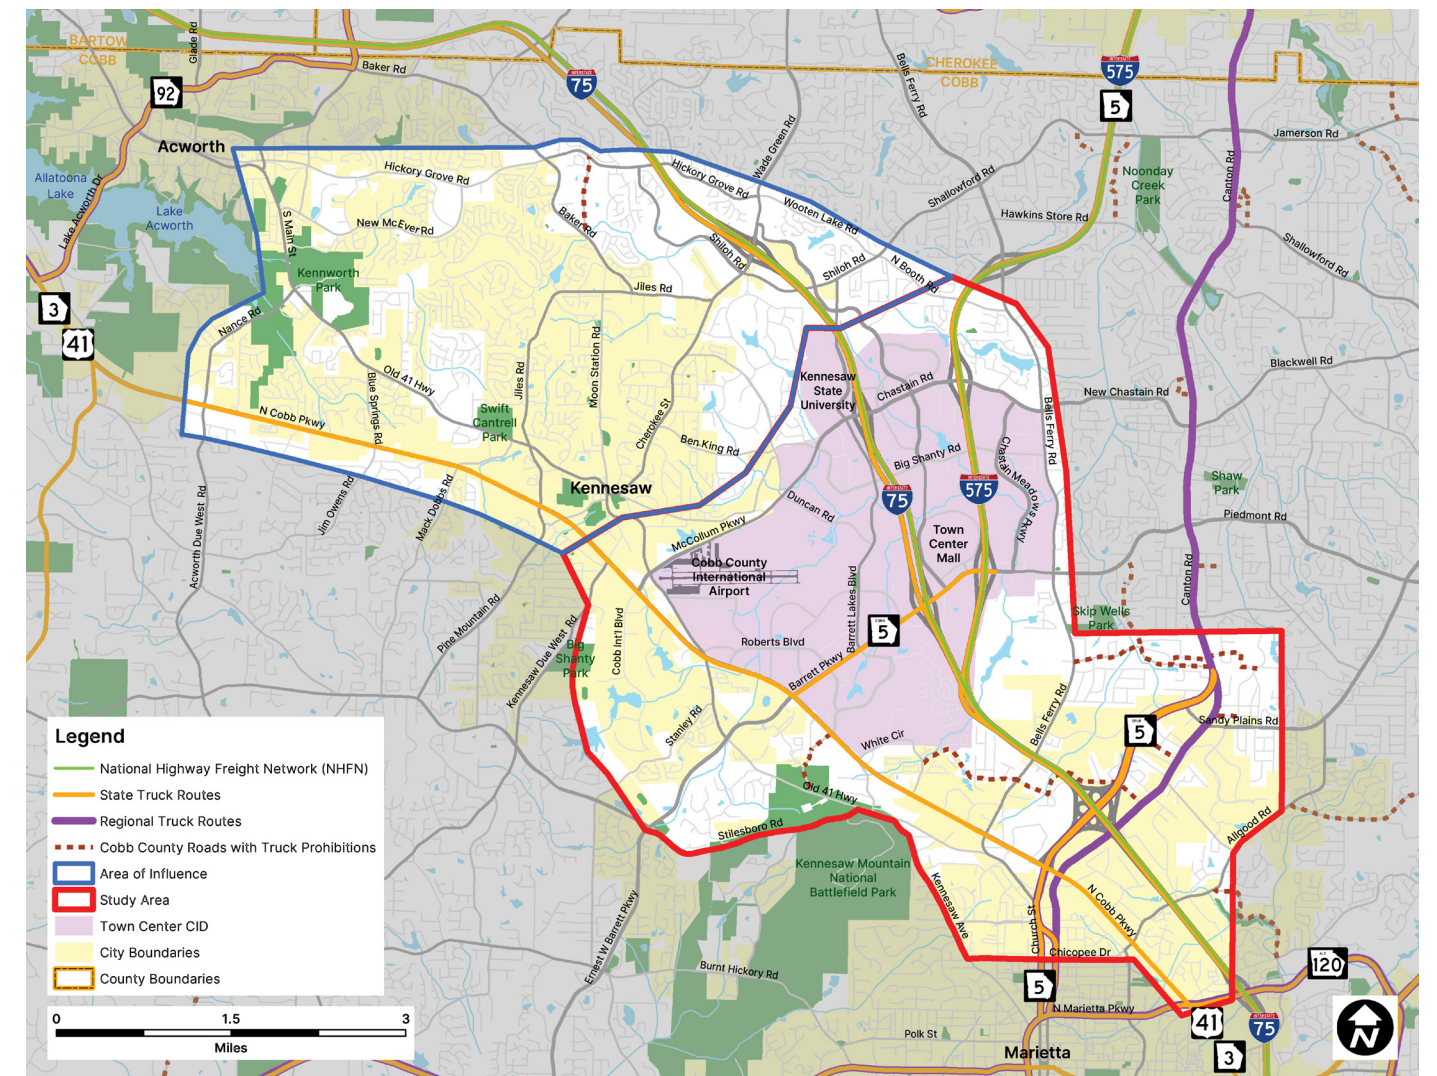 BARTOW
COBB
Glade Rd
Baker Rd
INTERSTATE
75
Bells Ferry Rd
CHEROKEE
COBB
INTERSTATE
575
5
92
Acworth
Jamerson Rd
Wade Green Rd
Hickory Grove Rd
Hickory Grove Rd
Canton Rd
Allatoona
Lake
Lake Acworth Dr
Lake
Acworth
Noonday
Creek
Park
Shallowford Rd
Wooten Lake Rd
Hawkins Store Rd
S Main St
New McEver Rd
Baker Rd
Shiloh Rd
Shiloh Rd
N Booth Rd
Shallowford Rd
Kennworth
Park
Jiles Rd
3
41
Nance Rd
Moon Station Rd
Jiles Rd
Old 41 Hwy
Blue Springs Rd
Kennesaw
State
University
Chastain Rd
Blackwell Rd
New Chastain Rd
N Cobb Pkwy
Swift
Cantrell
Park
Cherokee St
Ben King Rd
Bells Ferry Rd
Big Shanty Rd
Chastain Meadows Pkwy
Kennesaw
INTERSTATE
75
INTERSTATE
575
Shaw
Park
Acworth Due West Rd
Jim Owens Rd
Mack Dobbs Rd
Duncan Rd
Piedmont Rd
McCollum Pkwy
Town
Center
Mall
Cobb County
International
Airport
Canton Rd
Barrett Lakes Blvd
Pine Mountain Rd
Skip Wells
Park
CONN
5
Kennesaw Due West Rd
Big
Shanty
Park
Cobb Int'l Blvd
Roberts Blvd
Barrett Pkwy
Stanley Rd
Bells Ferry Rd
SPUR
5
Sandy Plains Rd
White Cir
Old 41 Hwy
Stilesboro Rd
Allgood Rd
Kennesaw Mountain
National
Battlefield Park
Kennesaw Ave
Church St
N Cobb Pkwy
Ernest W Barrett Pkwy
Chicopee Dr
Burnt Hickory Rd
ALT
120
5
N Marietta Pkwy
Polk St
Marietta
41
3
INTERSTATE
75
N
Legend
National Highway Freight Network (NHFN)
State Truck Routes
Regional Truck Routes
Cobb County Roads with Truck Prohibitions
Area of Influence
Study Area
Town Center CID
City Boundaries
County Boundaries
0 1.5 3
Miles